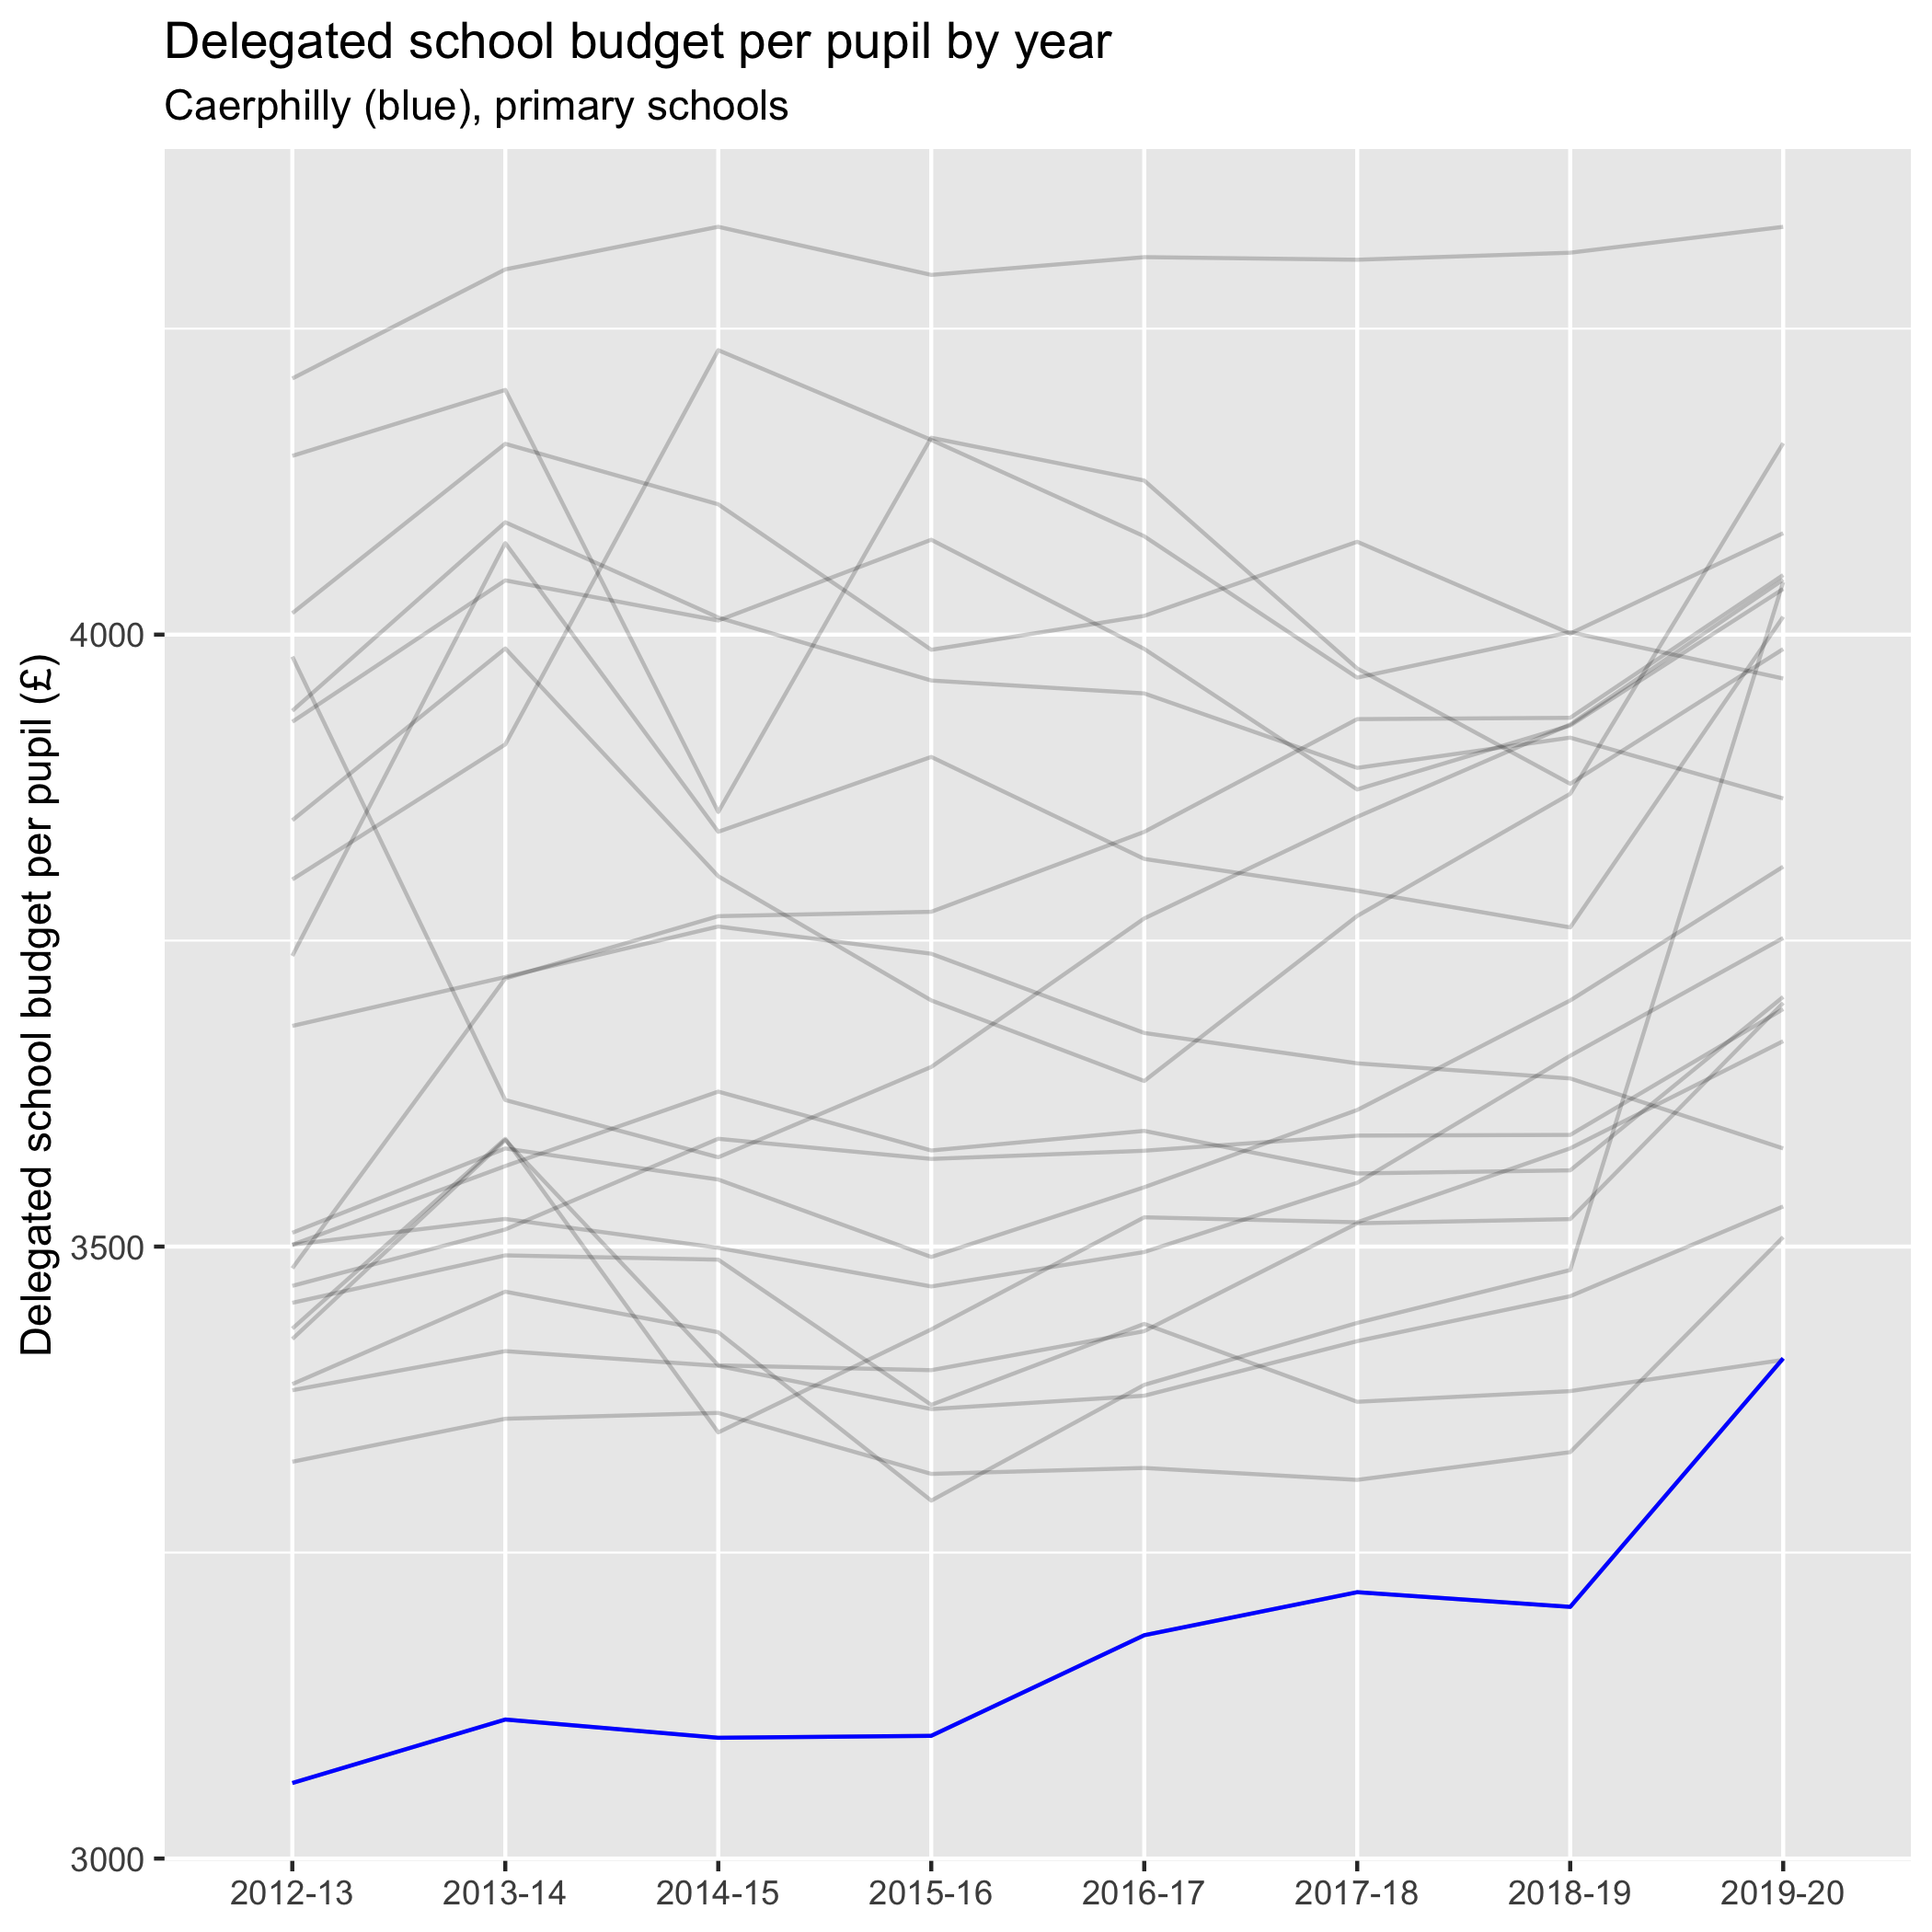 Delegated school budget per pupil by year
Caerphilly (blue), primary schools
Delegated school budget per pupil (£)
4000
3500
3000
2012-13 2013-14 2014-15 2015-16 2016-17 2017-18 2018-19 2019-20